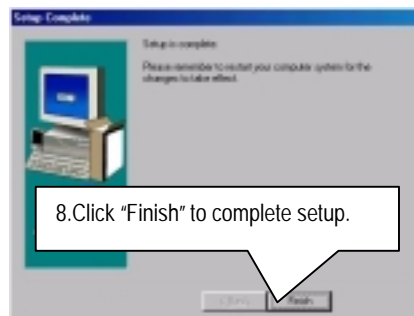 Setup Complete
Setup is complete.
Please remember to restart your computer system for the
changes to take effect.
8.Click “Finish” to complete setup.
< Back
Finish